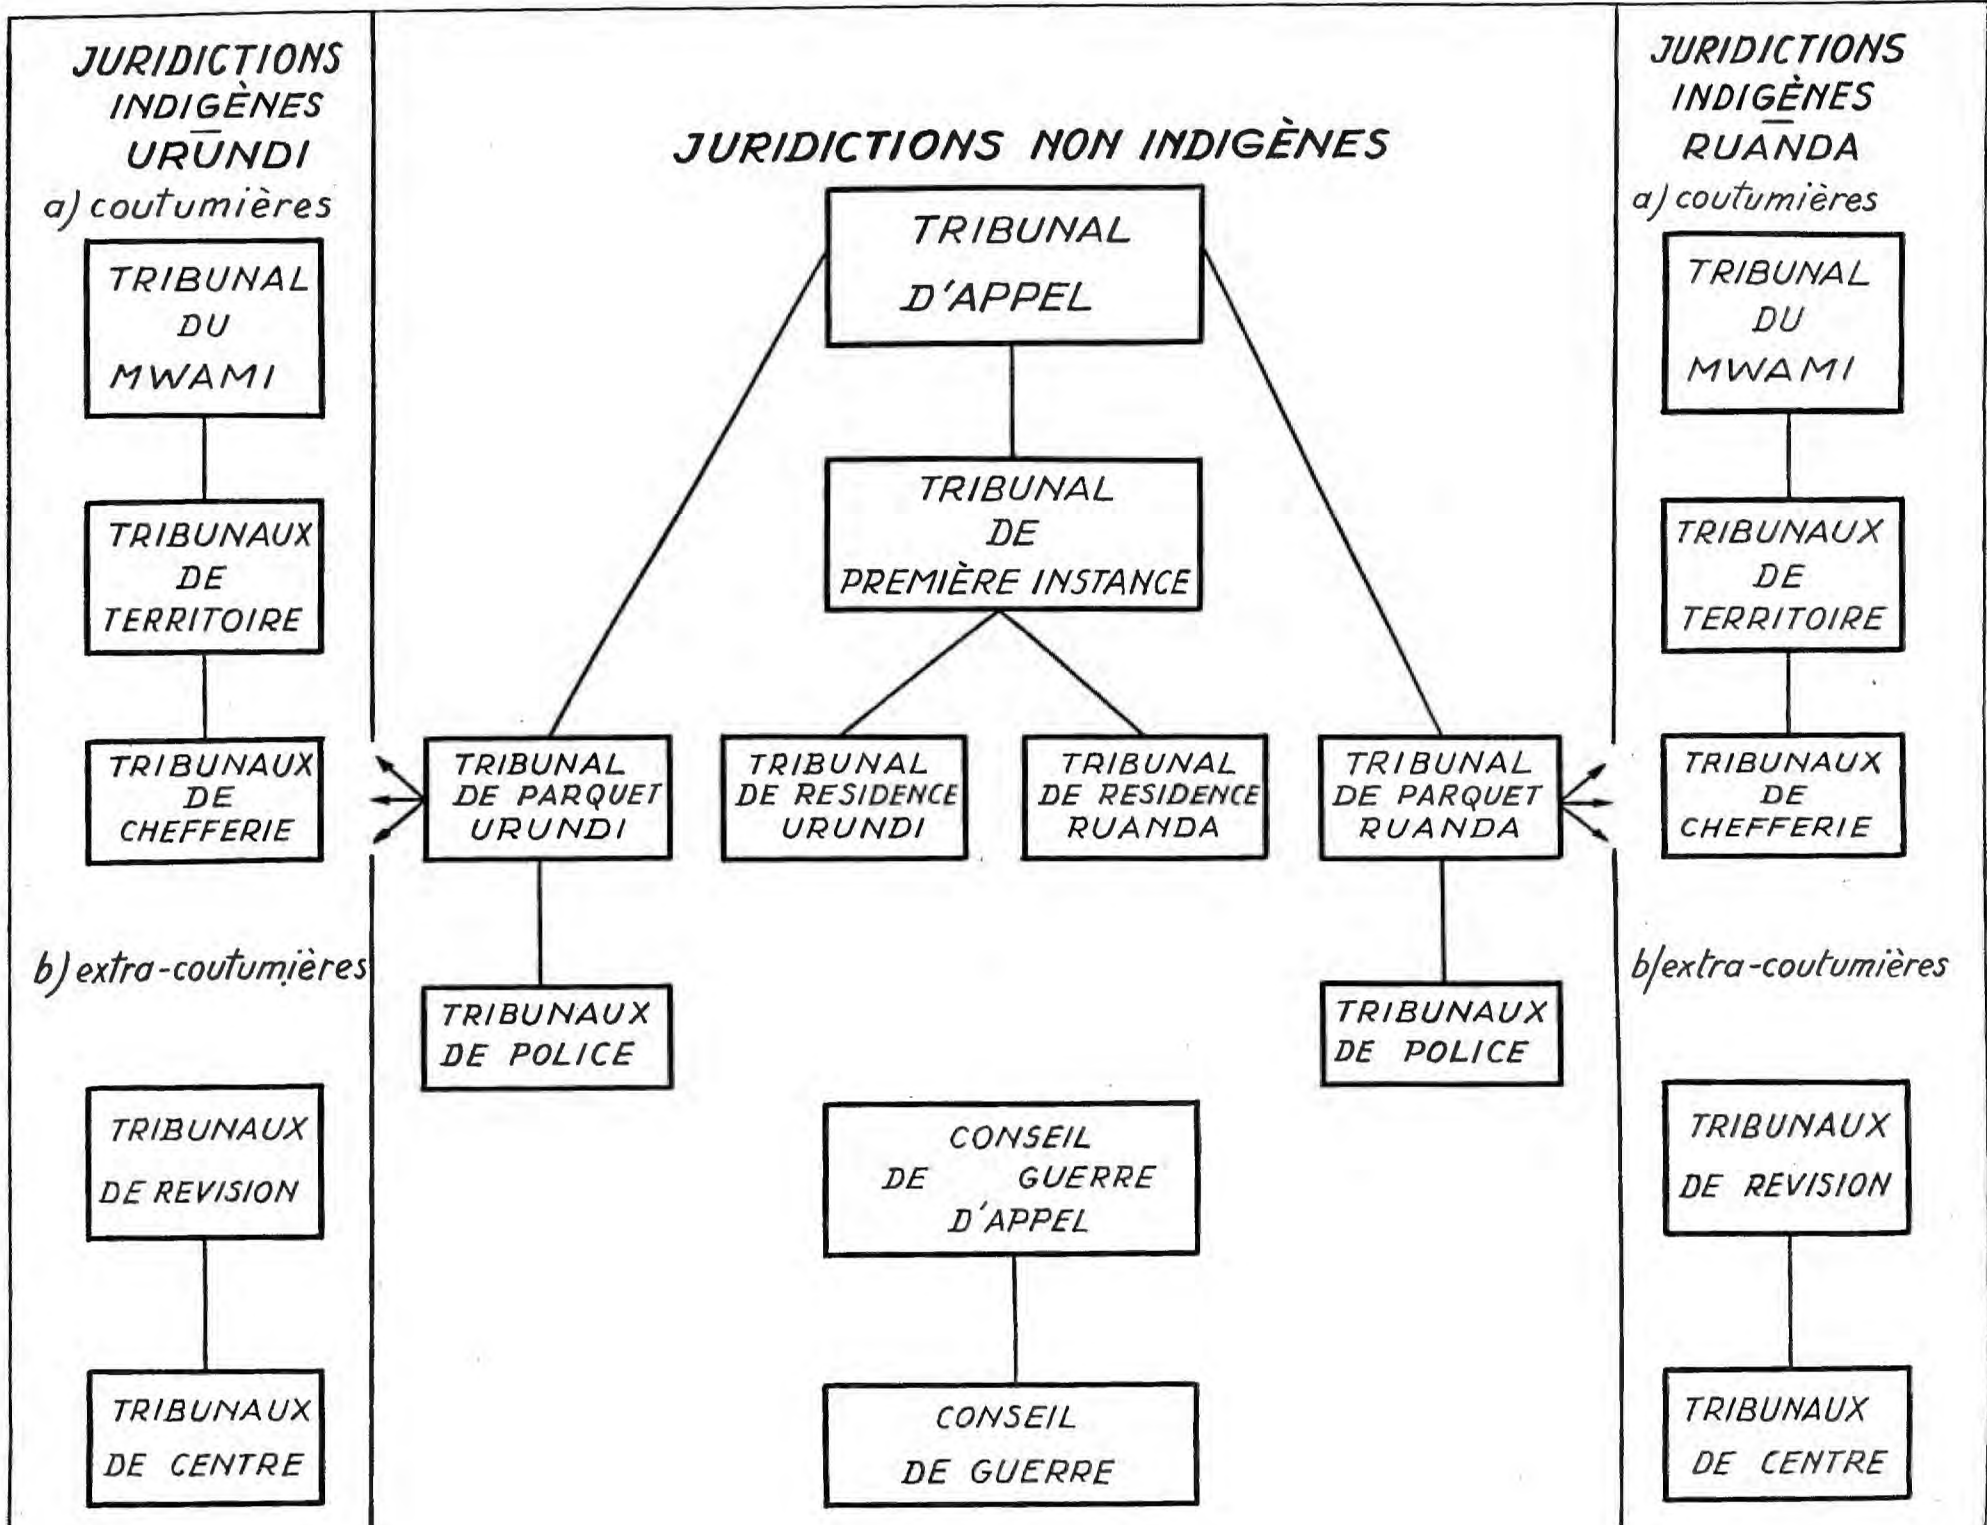 JURIDICTIONS
INDIGÈNES
URUNDI
a) coutumières
TRIBUNAL
DU
MWAMI
TRIBUNAUX
DE
TERRITOIRE
TRIBUNAUX
DE
CHEFFERIE
b) extra-coutumières
TRIBUNAUX
DE REVISION
TRIBUNAUX
DE CENTRE
JURIDICTIONS NON INDIGÈNES
TRIBUNAL
D'APPEL
TRIBUNAL
DE
PREMIÈRE INSTANCE
TRIBUNAL
DE PARQUET
URUNDI
TRIBUNAL
DE RESIDENCE
URUNDI
TRIBUNAL
DE RESIDENCE
RUANDA
TRIBUNAL
DE PARQUET
RUANDA
TRIBUNAUX
DE POLICE
TRIBUNAUX
DE POLICE
CONSEIL
DE GUERRE
D'APPEL
CONSEIL
DE GUERRE
JURIDICTIONS
INDIGÈNES
RUANDA
a) coutumières
TRIBUNAL
DU
MWAMI
TRIBUNAUX
DE
TERRITOIRE
TRIBUNAUX
DE
CHEFFERIE
b) extra-coutumières
TRIBUNAUX
DE REVISION
TRIBUNAUX
DE CENTRE